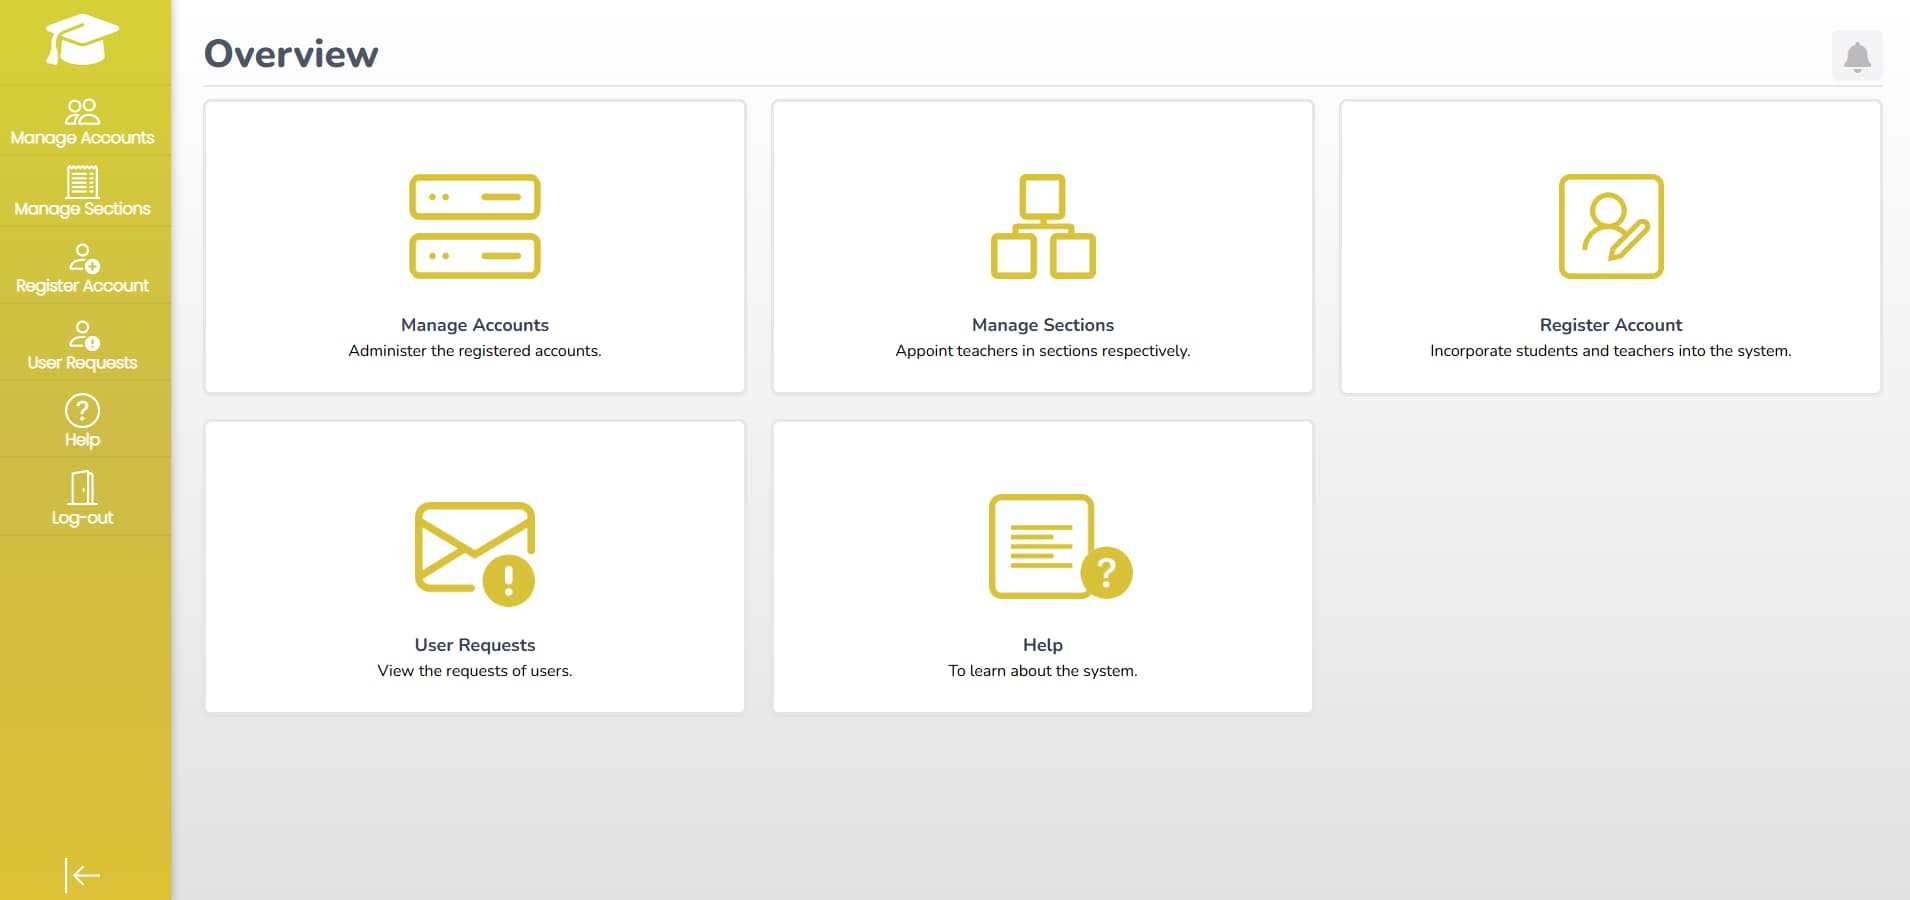 Overview
Manage Accounts
Manage Sections
Register Account
User Requests
Help
Log-out
Manage Accounts
Administer the registered accounts.
Manage Sections
Appoint teachers in sections respectively.
Register Account
Incorporate students and teachers into the system.
User Requests
View the requests of users.
Help
To learn about the system.